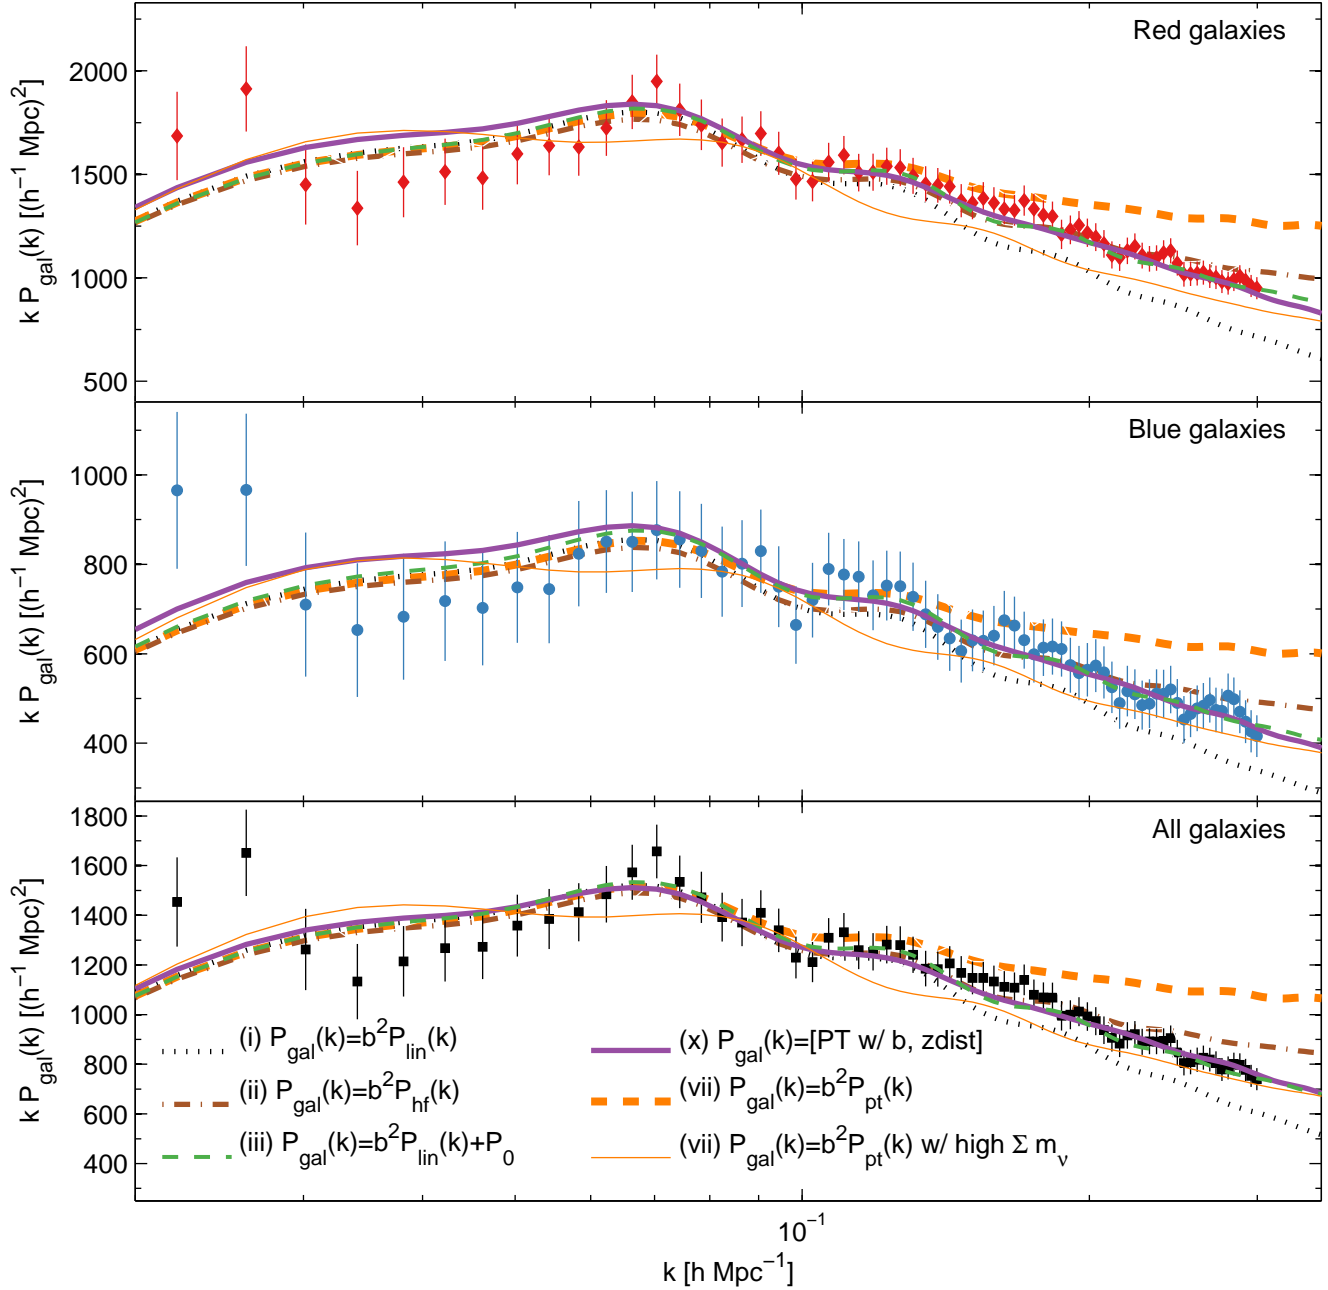 Red galaxies
2000
1500
1000
500
k P_gal(k) [(h^−1 Mpc)^2]
Blue galaxies
1000
800
600
400
k P_gal(k) [(h^−1 Mpc)^2]
All galaxies
1800
1600
1400
1200
1000
800
600
400
k P_gal(k) [(h^−1 Mpc)^2]
(i) P_gal(k)=b^2P_lin(k)
(ii) P_gal(k)=b^2P_hf(k)
(iii) P_gal(k)=b^2P_lin(k)+P_0
(x) P_gal(k)=[PT w/ b, zdist]
(vii) P_gal(k)=b^2P_pt(k)
(vii) P_gal(k)=b^2P_pt(k) w/ high Σ m_ν
10^−1
k [h Mpc^−1]